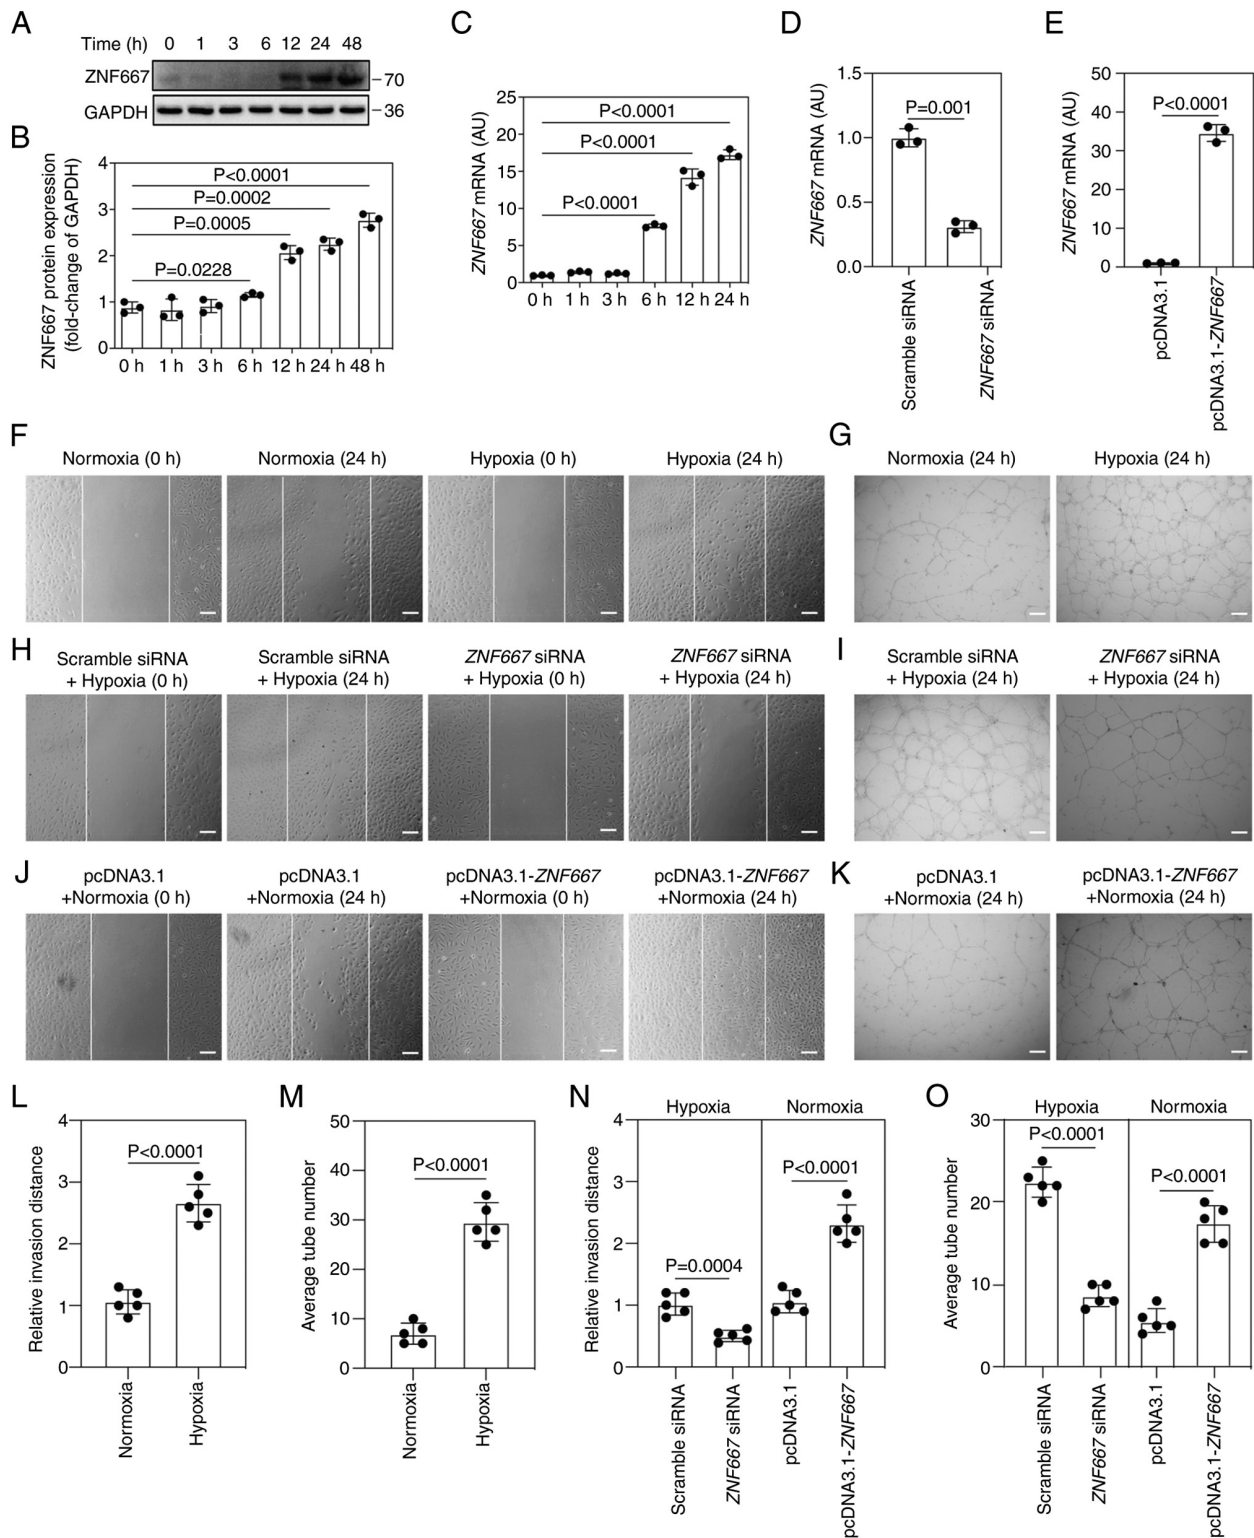 A
Time (h) 0 1 3 6 12 24 48
ZNF667
70
GAPDH
36
B
ZNF667 protein expression
(fold-change of GAPDH)
4
3
2
1
0
P<0.0001
P=0.0002
P=0.0005
P=0.0228
0 h 1 h 3 h 6 h 12 h 24 h 48 h
C
ZNF667 mRNA (AU)
25
20
15
10
5
0
P<0.0001
P<0.0001
P<0.0001
0 h 1 h 3 h 6 h 12 h 24 h
D
ZNF667 mRNA (AU)
1.5
1.0
0.5
0.0
P=0.001
Scramble siRNA
ZNF667 siRNA
E
ZNF667 mRNA (AU)
50
40
30
20
10
0
P<0.0001
pcDNA3.1
pcDNA3.1-ZNF667
F
Normoxia (0 h)
Normoxia (24 h)
Hypoxia (0 h)
Hypoxia (24 h)
G
Normoxia (24 h)
Hypoxia (24 h)
H
Scramble siRNA
+ Hypoxia (0 h)
Scramble siRNA
+ Hypoxia (24 h)
ZNF667 siRNA
+ Hypoxia (0 h)
ZNF667 siRNA
+ Hypoxia (24 h)
I
Scramble siRNA
+ Hypoxia (24 h)
ZNF667 siRNA
+ Hypoxia (24 h)
J
pcDNA3.1
+Normoxia (0 h)
pcDNA3.1
+Normoxia (24 h)
pcDNA3.1-ZNF667
+Normoxia (0 h)
pcDNA3.1-ZNF667
+Normoxia (24 h)
K
pcDNA3.1
+Normoxia (24 h)
pcDNA3.1-ZNF667
+Normoxia (24 h)
L
Relative invasion distance
4
3
2
1
0
P<0.0001
Normoxia
Hypoxia
M
Average tube number
50
40
30
20
10
0
P<0.0001
Normoxia
Hypoxia
N
Relative invasion distance
4
3
2
1
0
Hypoxia
Normoxia
P=0.0004
P<0.0001
Scramble siRNA
ZNF667 siRNA
pcDNA3.1
pcDNA3.1-ZNF667
O
Average tube number
30
20
10
0
Hypoxia
Normoxia
P<0.0001
P<0.0001
Scramble siRNA
ZNF667 siRNA
pcDNA3.1
pcDNA3.1-ZNF667